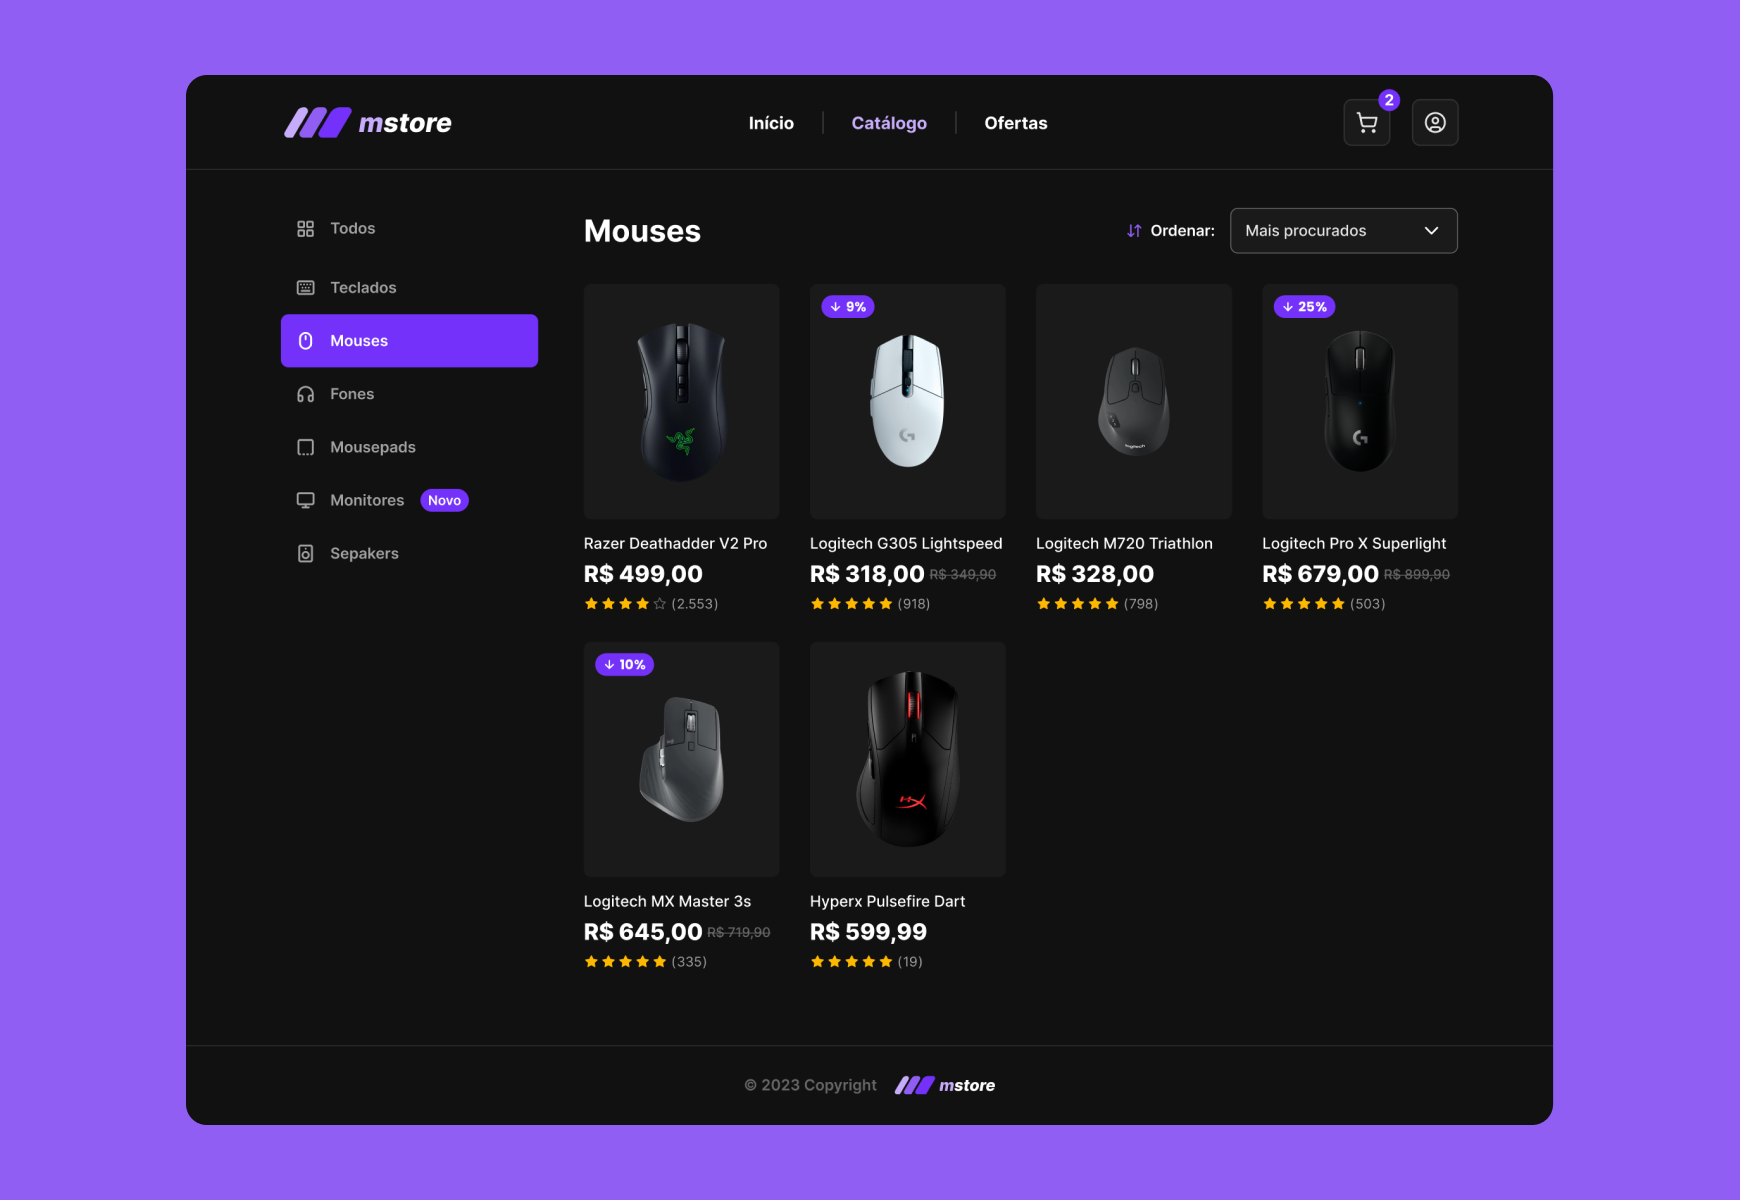 mstore
Início
Catálogo
Ofertas
2
Todos
Teclados
Mouses
Fones
Mousepads
Monitores Novo
Sepakers
Mouses
Ordenar: Mais procurados
Razer Deathadder V2 Pro
R$ 499,00
(2.553)
9%
Logitech G305 Lightspeed
R$ 318,00 R$ 349,90
(918)
logitech
Logitech M720 Triathlon
R$ 328,00
(798)
25%
Logitech Pro X Superlight
R$ 679,00 R$ 899,90
(503)
10%
Logitech MX Master 3s
R$ 645,00 R$ 719,90
(335)
Hyperx Pulsefire Dart
R$ 599,99
(19)
© 2023 Copyright mstore